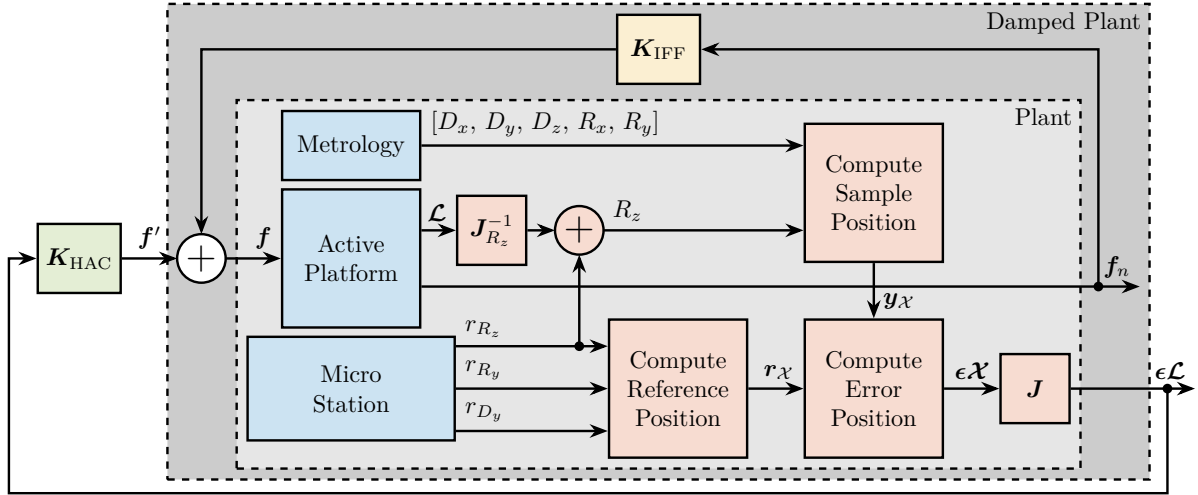 Damped Plant
K_IFF
Plant
Metrology
[D_x, D_y, D_z, R_x, R_y]
Compute
Sample
Position
Active
Platform
𝓛
J_{R_z}^{-1}
+
R_z
K_HAC
f′
+
f
f_n
y_𝒳
Micro
Station
r_{R_z}
r_{R_y}
r_{D_y}
Compute
Reference
Position
r_𝒳
Compute
Error
Position
ϵ𝓧
J
ϵ𝓛